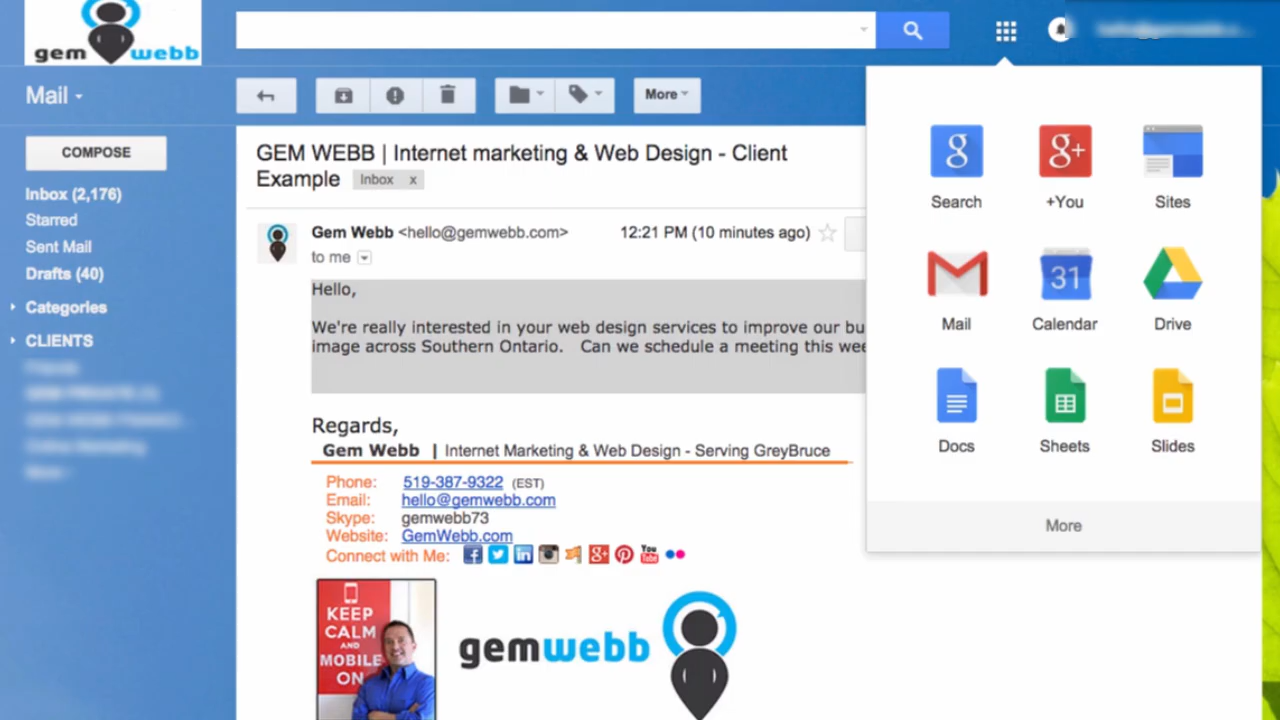 gemwebb
Mail
More
COMPOSE
Inbox (2,176)
Starred
Sent Mail
Drafts (40)
Categories
CLIENTS
GEM WEBB | Internet marketing & Web Design - Client
Example Inbox x
Gem Webb <hello@gemwebb.com> 12:21 PM (10 minutes ago)
to me
Hello,
We're really interested in your web design services to improve our bu
image across Southern Ontario. Can we schedule a meeting this wee
Regards,
Gem Webb | Internet Marketing & Web Design - Serving GreyBruce
Phone: 519-387-9322 (EST)
Email: hello@gemwebb.com
Skype: gemwebb73
Website: GemWebb.com
Connect with Me:
You
Tube
KEEP
CALM
AND
MOBILE
ON
gemwebb
g
g+
Search +You Sites
31
Mail Calendar Drive
Docs Sheets Slides
More